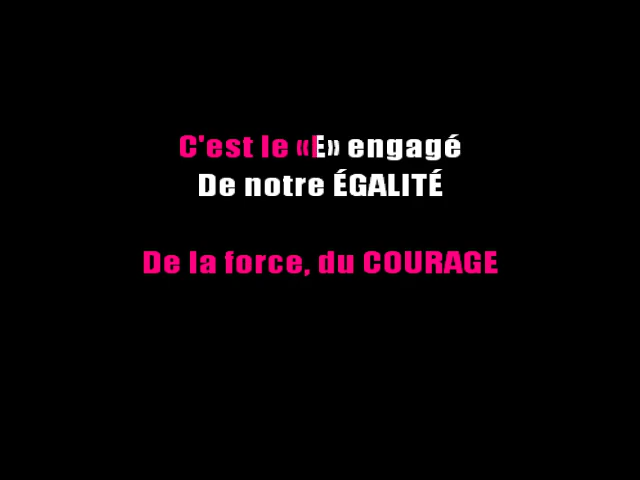 C'est le «E» engagé
De notre ÉGALITÉ
De la force, du COURAGE